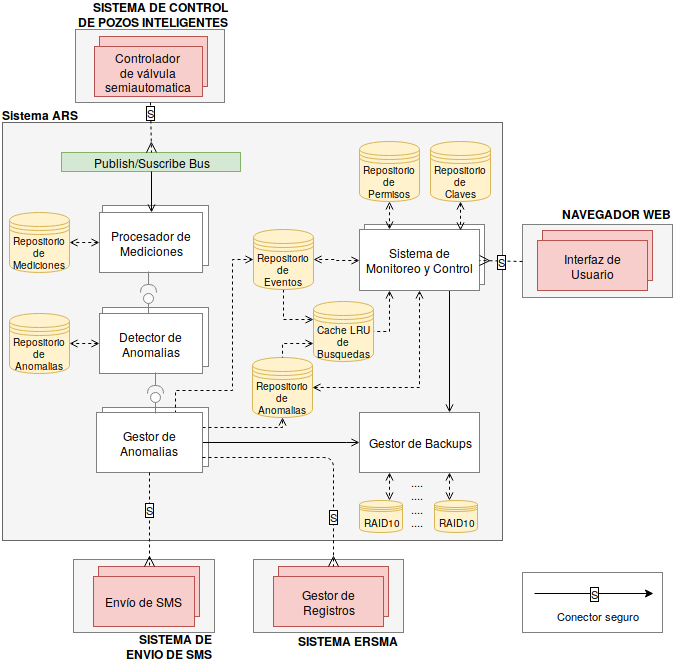 SISTEMA DE CONTROL
DE POZOS INTELIGENTES
Controlador
de válvula
semiautomatica
S
Sistema ARS
Publish/Suscribe Bus
Repositorio
de
Permisos
Repositorio
de
Claves
Repositorio
de
Mediciones
Procesador de
Mediciones
Repositorio
de
Eventos
Sistema de
Monitoreo y Control
S
NAVEGADOR WEB
Interfaz de
Usuario
Repositorio
de
Anomalias
Detector de
Anomalias
Cache LRU
de
Busquedas
Repositorio
de
Anomalias
Gestor de
Anomalias
Gestor de Backups
S
S
RAID10
....
....
....
....
RAID10
Envío de SMS
SISTEMA DE
ENVIO DE SMS
Gestor de
Registros
SISTEMA ERSMA
S
Conector seguro